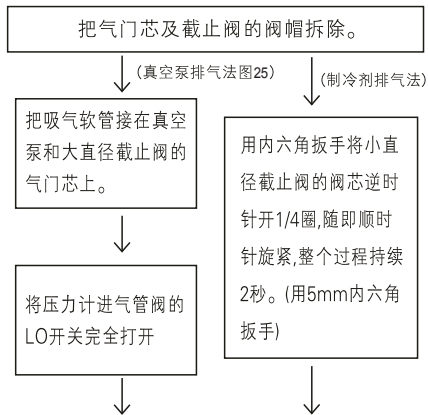 把气门芯及截止阀的阀帽拆除。
(真空泵排气法图25)
(制冷剂排气法)
把吸气软管接在真空
泵和大直径截止阀的
气门芯上。
用内六角扳手将小直
径截止阀的阀芯逆时
针开1/4圈,随即顺时
针旋紧,整个过程持续
2秒。(用5mm内六角
扳手)
将压力计进气管阀的
LO开关完全打开